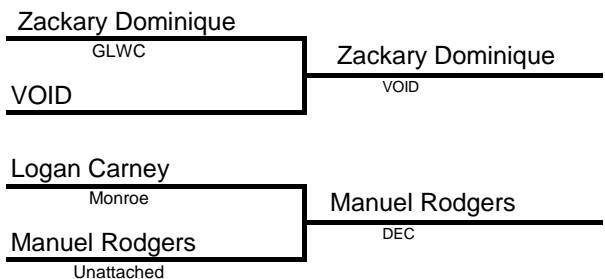 Zackary Dominique
GLWC
Zackary Dominique
VOID
VOID
Logan Carney
Monroe
Manuel Rodgers
DEC
Manuel Rodgers
Unattached